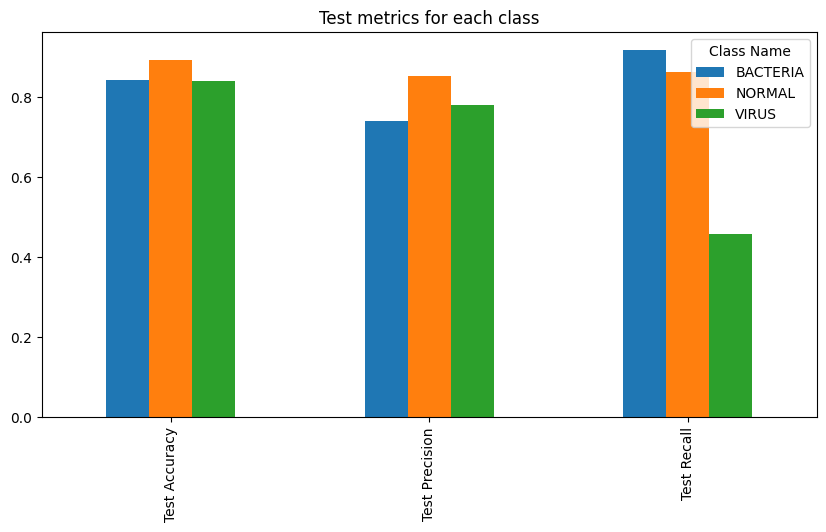 Test metrics for each class
Class Name
BACTERIA
NORMAL
VIRUS
0.8
0.6
0.4
0.2
0.0
Test Accuracy
Test Precision
Test Recall